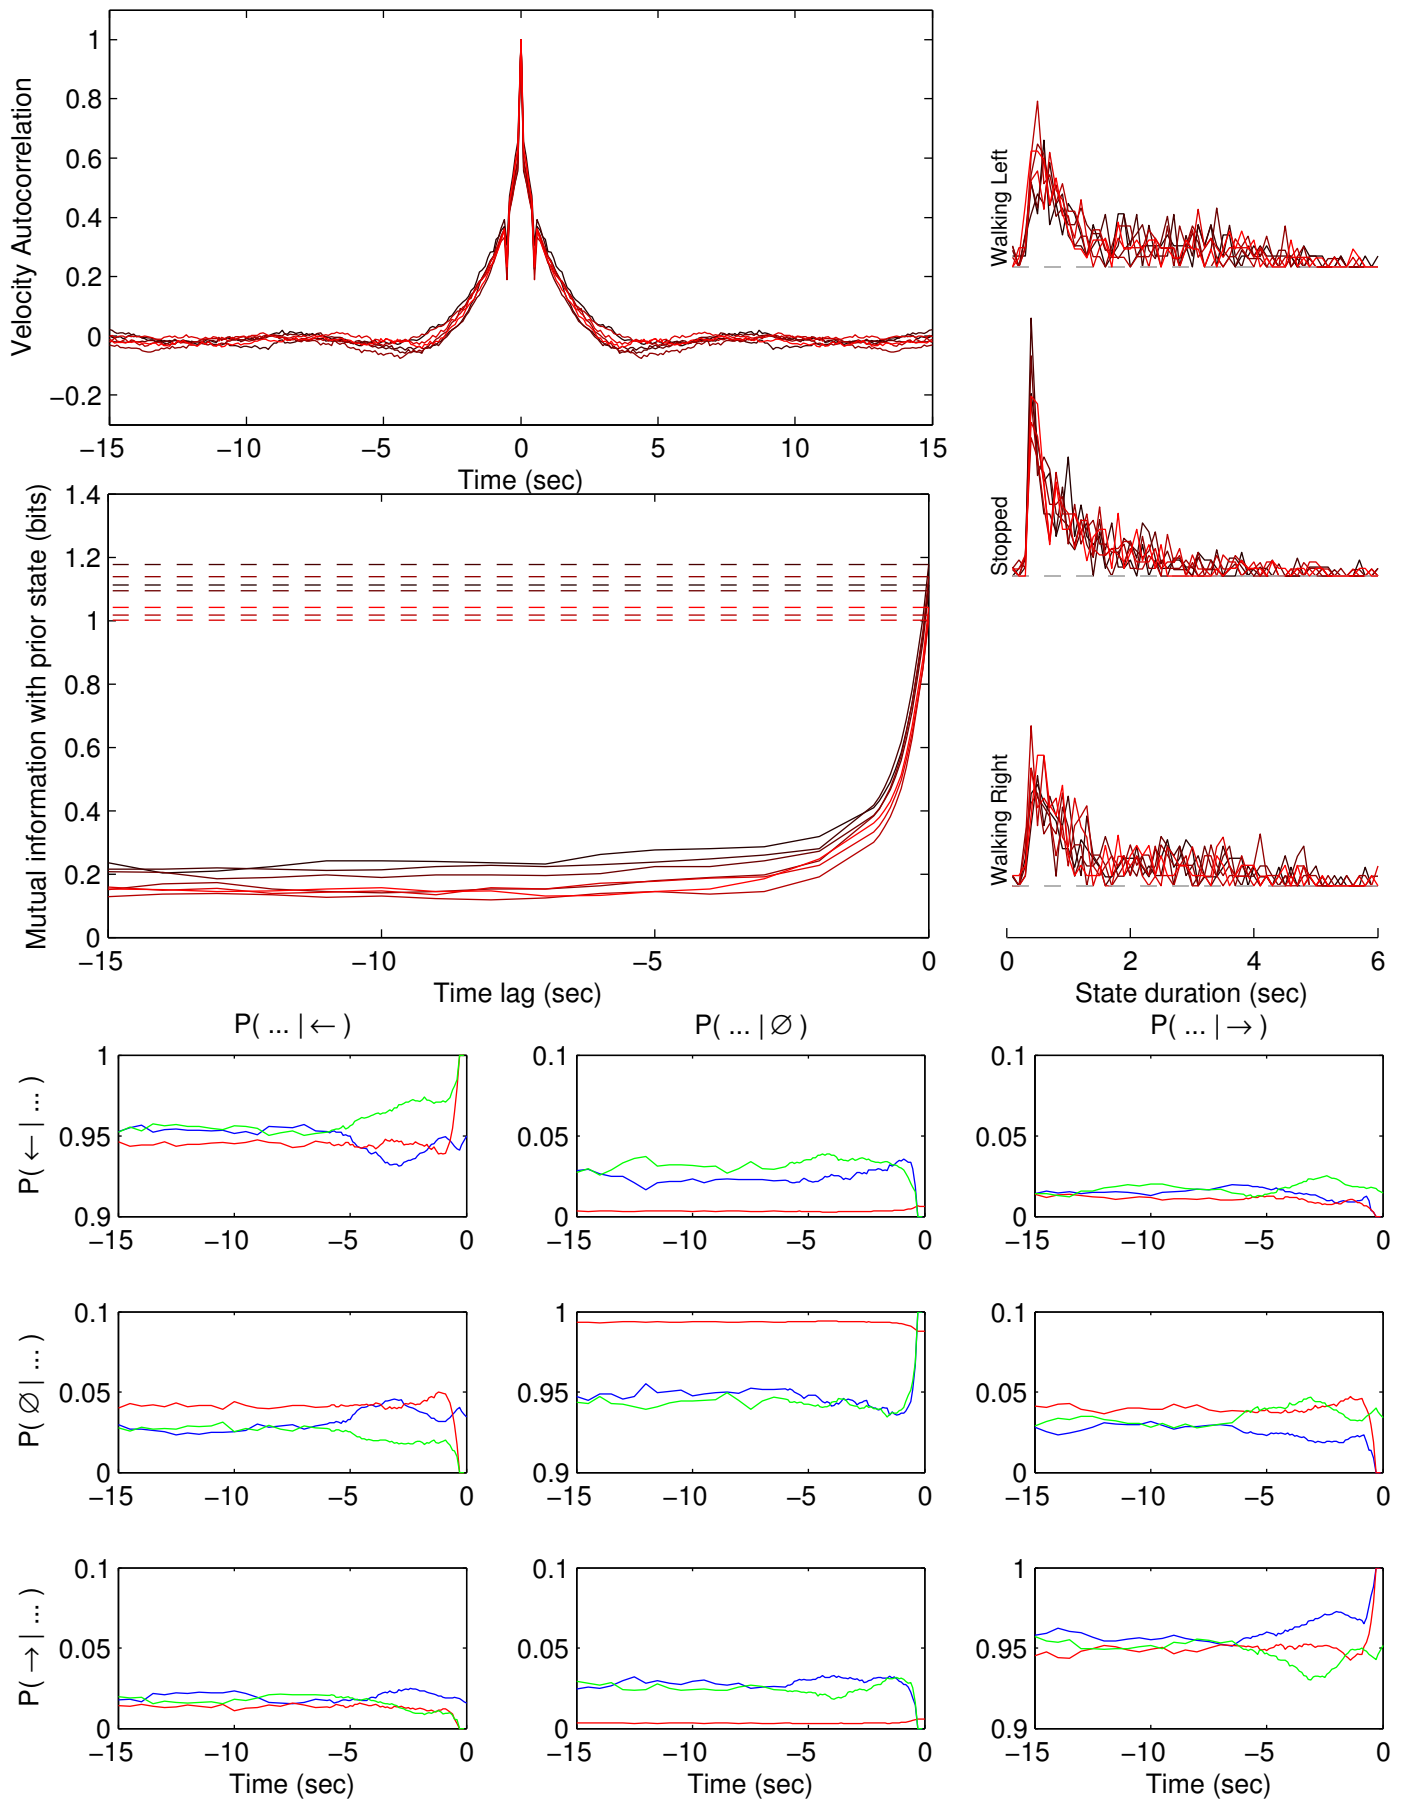 Velocity Autocorrelation
1
0.8
0.6
0.4
0.2
0
−0.2
−15 −10 −5 0 5 10 15
Time (sec)
Mutual information with prior state (bits)
1.4
1.2
1
0.8
0.6
0.4
0.2
0
−15 −10 −5 0
Time lag (sec)
Walking Left
Stopped
Walking Right
0 2 4 6
State duration (sec)
P( ... | ← )
P( ... | ∅ )
P( ... | → )
P( ← | ... )
1
0.95
0.9
−15 −10 −5 0
0.1
0.05
0
−15 −10 −5 0
0.1
0.05
0
−15 −10 −5 0
P( ∅ | ... )
0.1
0.05
0
−15 −10 −5 0
1
0.95
0.9
−15 −10 −5 0
0.1
0.05
0
−15 −10 −5 0
P( → | ... )
0.1
0.05
0
−15 −10 −5 0
Time (sec)
0.1
0.05
0
−15 −10 −5 0
Time (sec)
1
0.95
0.9
−15 −10 −5 0
Time (sec)